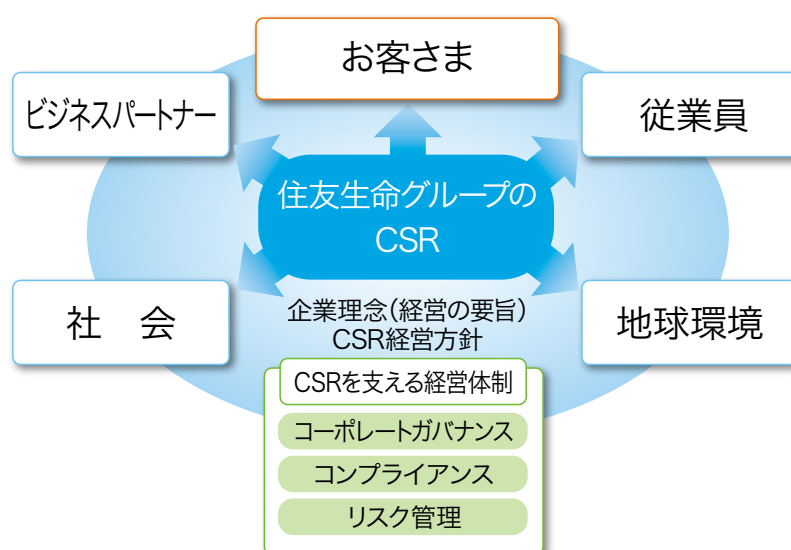 お客さま
ビジネスパートナー
従業員
住友生命グループの
CSR
社　会
地球環境
企業理念（経営の要旨）
CSR経営方針
CSRを支える経営体制
コーポレートガバナンス
コンプライアンス
リスク管理